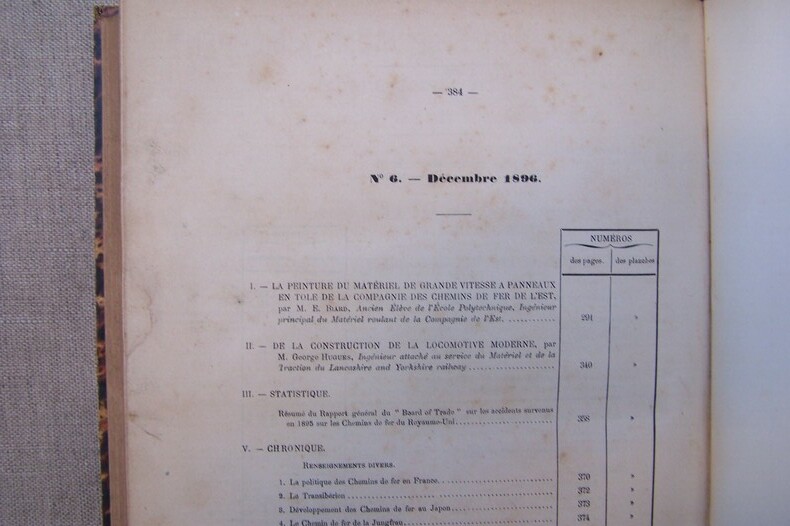 — 384 —
Nº 6. — Décembre 1896.
NUMÉROS
des pages. des planches
I. — LA PEINTURE DU MATÉRIEL DE GRANDE VITESSE A PANNEAUX
EN TOLE DE LA COMPAGNIE DES CHEMINS DE FER DE L'EST,
par M. E. BIARD, Ancien Élève de l'École Polytechnique, Ingénieur
principal du Matériel roulant de la Compagnie de l'Est. ............ 291 »
II. — DE LA CONSTRUCTION DE LA LOCOMOTIVE MODERNE, par
M. George HUGUES, Ingénieur attaché au service du Matériel et de la
Traction du Lancashire and Yorkshire railway ..................... 340 »
III. — STATISTIQUE.
Résumé du Rapport général du " Board of Trade " sur les accidents survenus
en 1895 sur les Chemins de fer du Royaume-Uni ...................... 358 »
V. — CHRONIQUE.
RENSEIGNEMENTS DIVERS.
1. La politique des Chemins de fer en France. ........................... 370 »
2. Le Transibérien ........................... 372 »
3. Développement des Chemins de fer au Japon ........................... 373 »
4. Le Chemin de fer de la Jungfrau ........................... 374 »